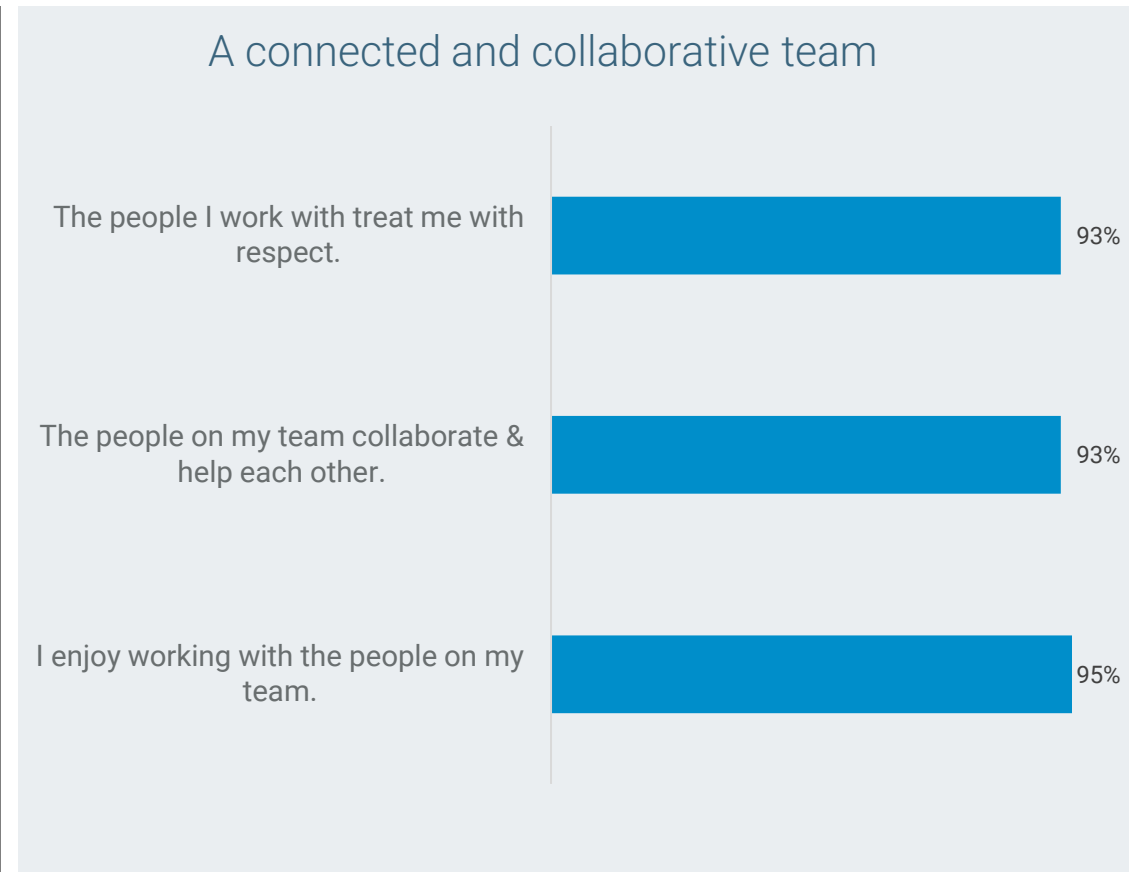 A connected and collaborative team
The people I work with treat me with
respect.
93%
The people on my team collaborate &
help each other.
93%
I enjoy working with the people on my
team.
95%